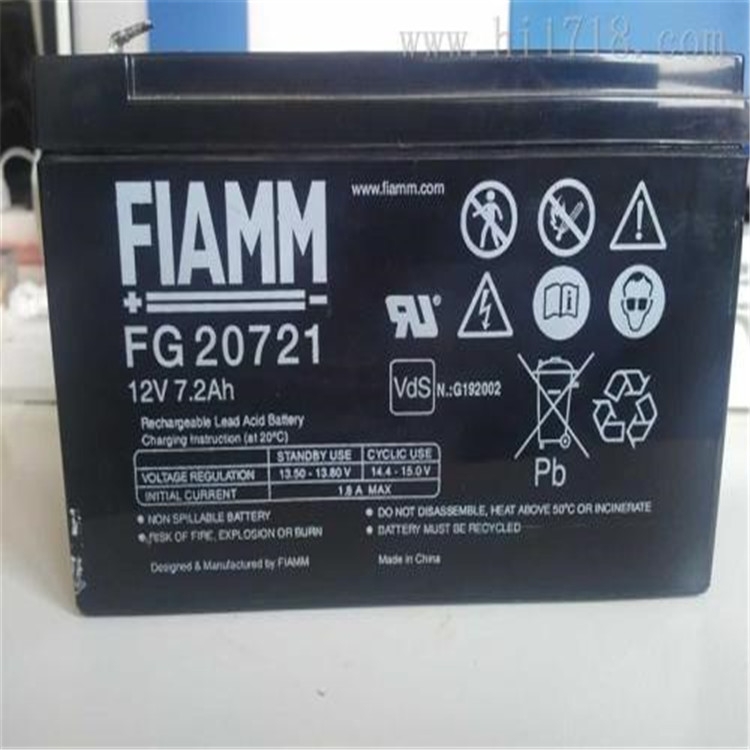 www.hi1718.com
FIAMM
+ -
www.fiamm.com
FG 20721
12V 7.2Ah
Rechargeable Lead Acid Battery
Charging Instruction (at 20°C)
STANDBY USE CYCLIC USE
VOLTAGE REGULATION 13.50 - 13.80 V 14.4 - 15.0 V
INITIAL CURRENT 1.8 A MAX
VdS N.:G192002
Pb
• NON SPILLABLE BATTERY
• RISK OF FIRE, EXPLOSION OR BURN
• DO NOT DISASSEMBLE, HEAT ABOVE 50°C OR INCINERATE
• BATTERY MUST BE RECYCLED
Designed & Manufactured by FIAMM
Made in China